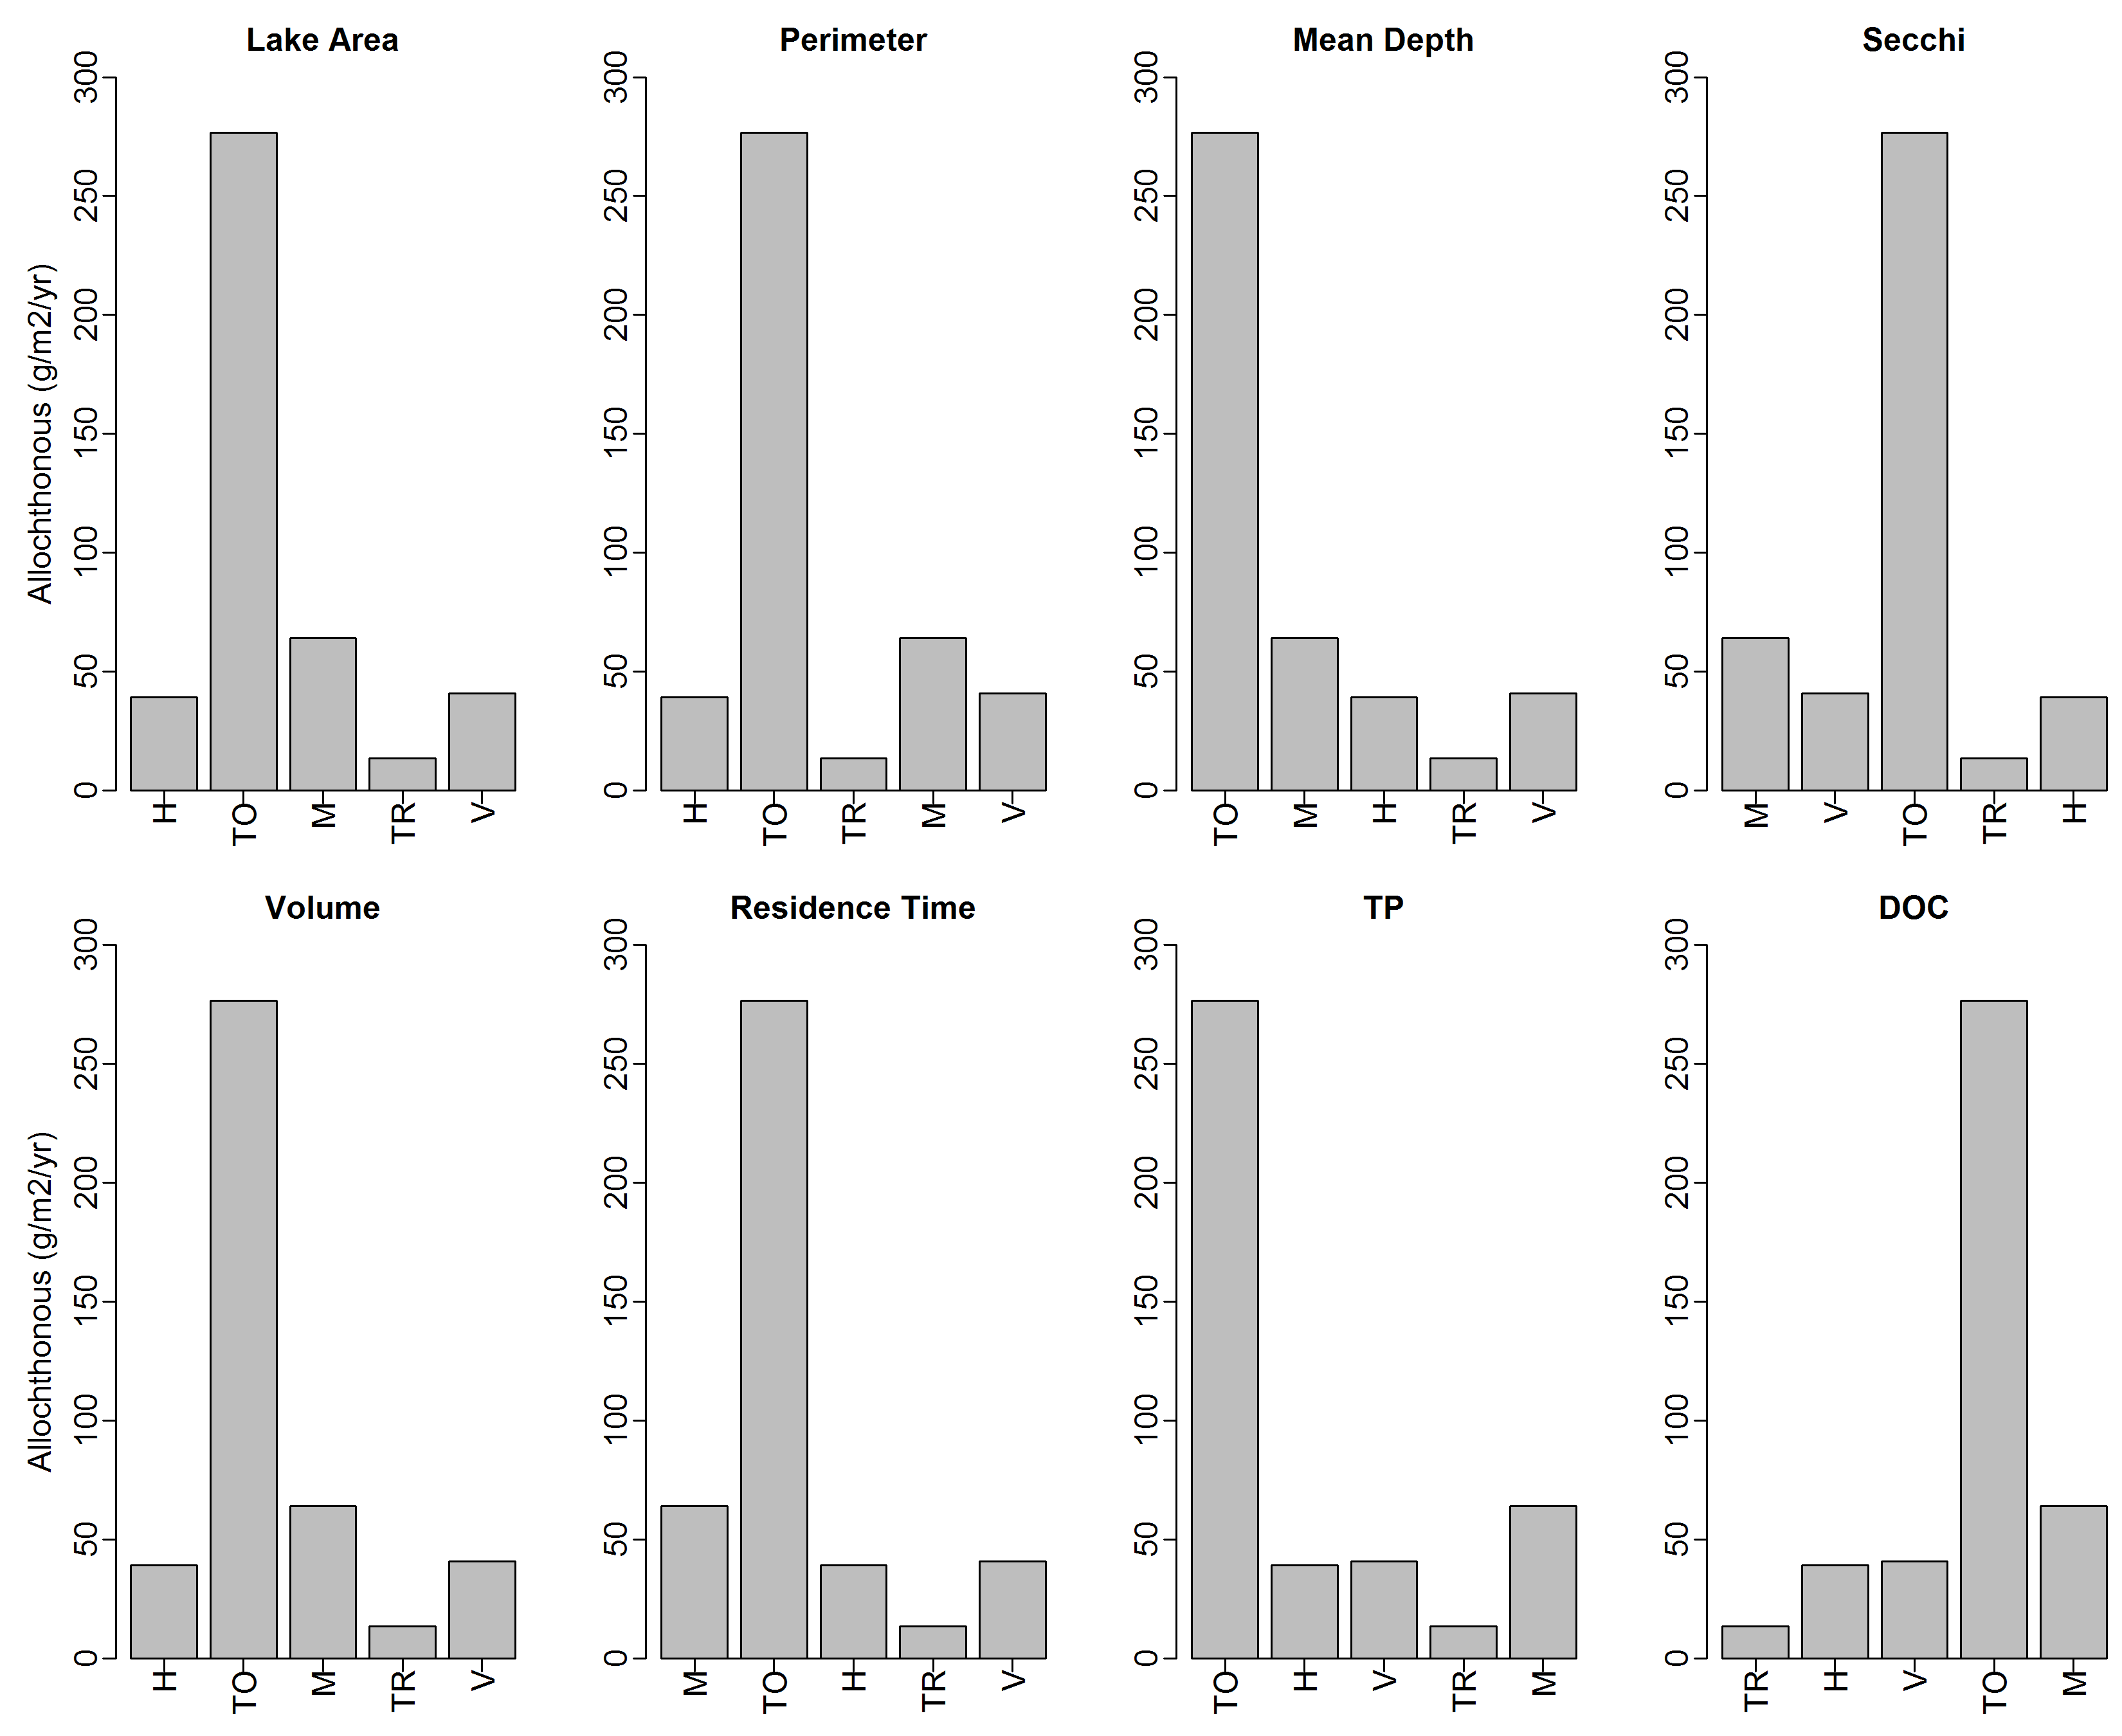 Lake Area
Perimeter
Mean Depth
Secchi
Allochthonous (g/m2/yr)
0 50 100 150 200 250 300
H TO M TR V
0 50 100 150 200 250 300
H TO TR M V
0 50 100 150 200 250 300
TO M H TR V
0 50 100 150 200 250 300
M V TO TR H
Volume
Residence Time
TP
DOC
Allochthonous (g/m2/yr)
0 50 100 150 200 250 300
H TO M TR V
0 50 100 150 200 250 300
M TO H TR V
0 50 100 150 200 250 300
TO H V TR M
0 50 100 150 200 250 300
TR H V TO M